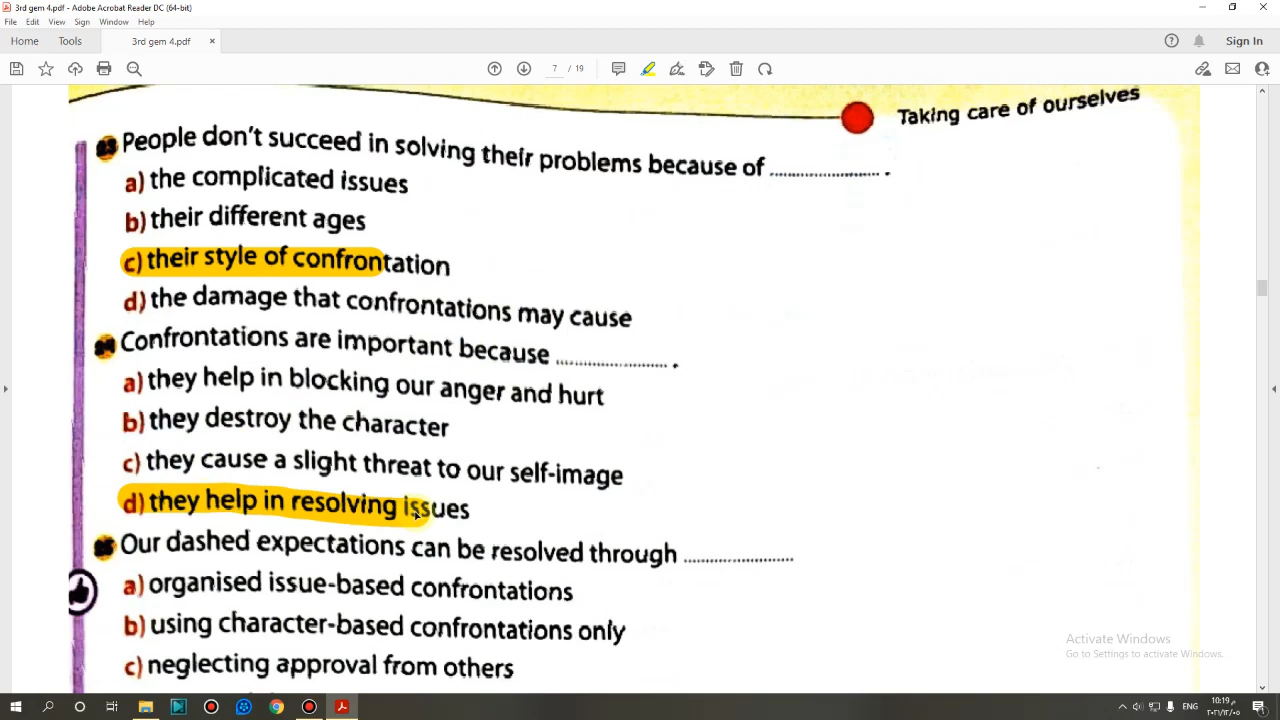 3rd gem 4.pdf - Adobe Acrobat Reader DC (64-bit)
File Edit View Sign Window Help
Home Tools 3rd gem 4.pdf × Sign In
7 / 19
Taking care of ourselves
People don't succeed in solving their problems because of .................... .
a) the complicated issues
b) their different ages
c) their style of confrontation
d) the damage that confrontations may cause
Confrontations are important because .................... .
a) they help in blocking our anger and hurt
b) they destroy the character
c) they cause a slight threat to our self-image
d) they help in resolving issues
Our dashed expectations can be resolved through ....................
a) organised issue-based confrontations
b) using character-based confrontations only
c) neglecting approval from others
Activate Windows
Go to Settings to activate Windows.
ENG
10:19 م